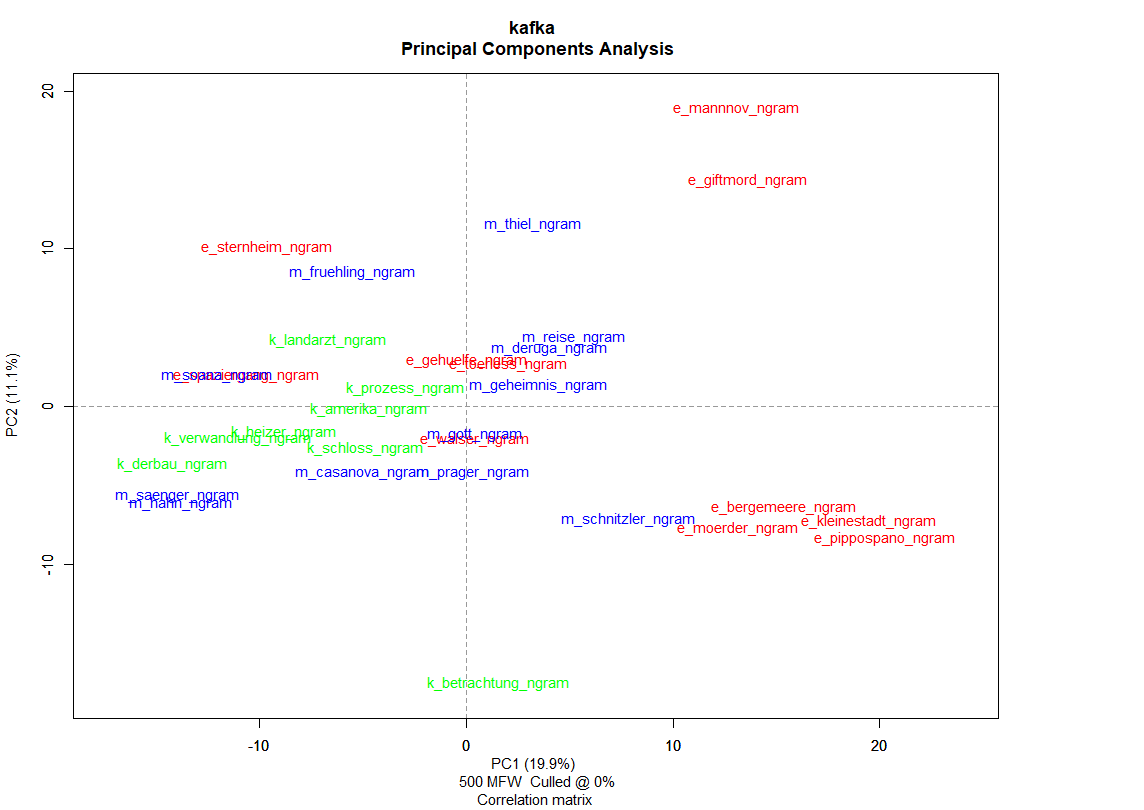 kafka
Principal Components Analysis
20
e_mannnov_ngram
e_giftmord_ngram
m_thiel_ngram
10
e_sternheim_ngram
m_fruehling_ngram
k_landarzt_ngram
m_reise_ngram
m_deruga_ngram
e_gehuelfe_ngram
e_toeness_ngram
e_spaziergang_ngram
k_prozess_ngram
m_geheimnis_ngram
0
k_amerika_ngram
k_heizer_ngram
m_gott_ngram
k_verwandlung_ngram
e_walser_ngram
k_schloss_ngram
k_derbau_ngram
m_casanova_ngram
m_prager_ngram
m_saenger_ngram
m_hahn_ngram
e_bergemeere_ngram
m_schnitzler_ngram
e_kleinestadt_ngram
e_moerder_ngram
e_pippospano_ngram
-10
k_betrachtung_ngram
PC2 (11.1%)
-10 0 10 20
PC1 (19.9%)
500 MFW Culled @ 0%
Correlation matrix